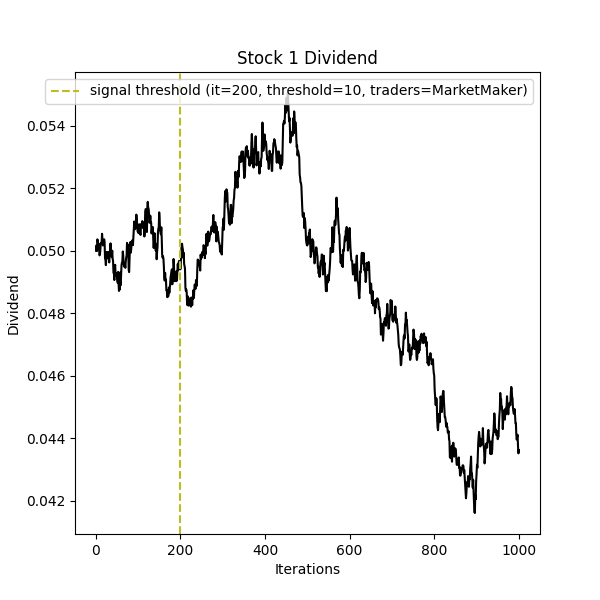 Stock 1 Dividend
signal threshold (it=200, threshold=10, traders=MarketMaker)
0.054
0.052
0.050
0.048
0.046
0.044
0.042
Dividend
0 200 400 600 800 1000
Iterations